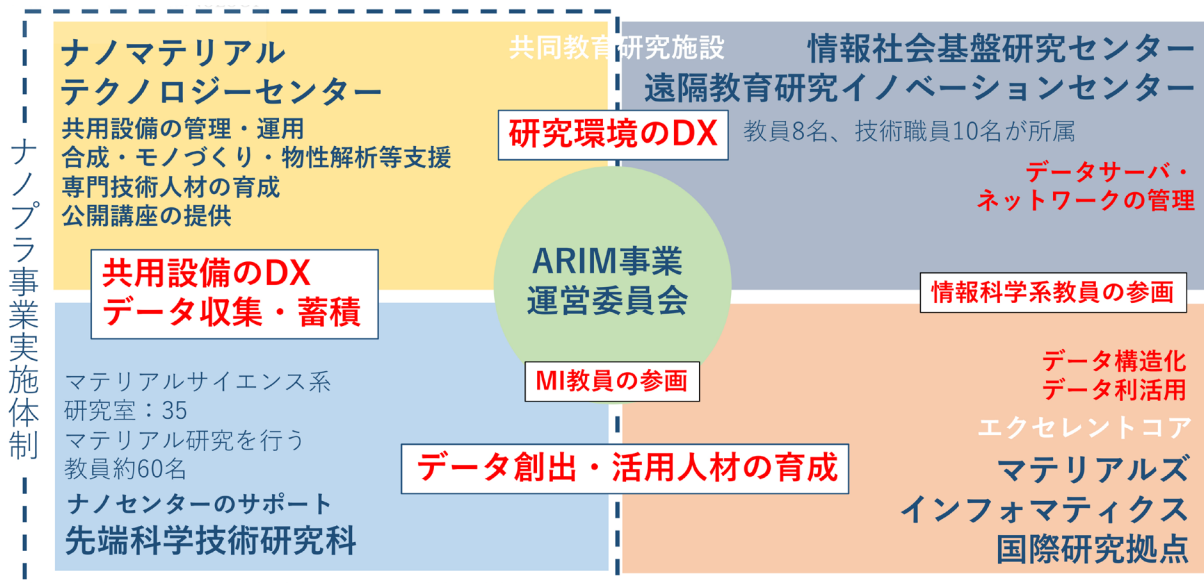 ナノプラ事業実施体制
ナノマテリアル
テクノロジーセンター
共用設備の管理・運用
合成・モノづくり・物性解析等支援
専門技術人材の育成
公開講座の提供
共同教育研究施設
情報社会基盤研究センター
遠隔教育研究イノベーションセンター
教員8名、技術職員10名が所属
データサーバ・
ネットワークの管理
研究環境のDX
ARIM事業
運営委員会
共用設備のDX
データ収集・蓄積
情報科学系教員の参画
MI教員の参画
マテリアルサイエンス系
研究室：35
マテリアル研究を行う
教員約60名
ナノセンターのサポート
先端科学技術研究科
データ創出・活用人材の育成
データ構造化
データ利活用
エクセレントコア
マテリアルズ
インフォマティクス
国際研究拠点